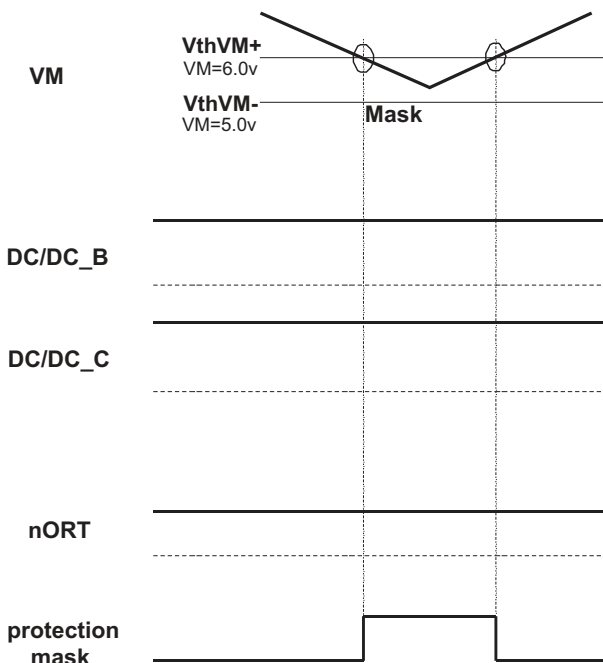 VthVM+
VM=6.0v
VM
VthVM-
VM=5.0v
Mask
DC/DC_B
DC/DC_C
nORT
protection
mask